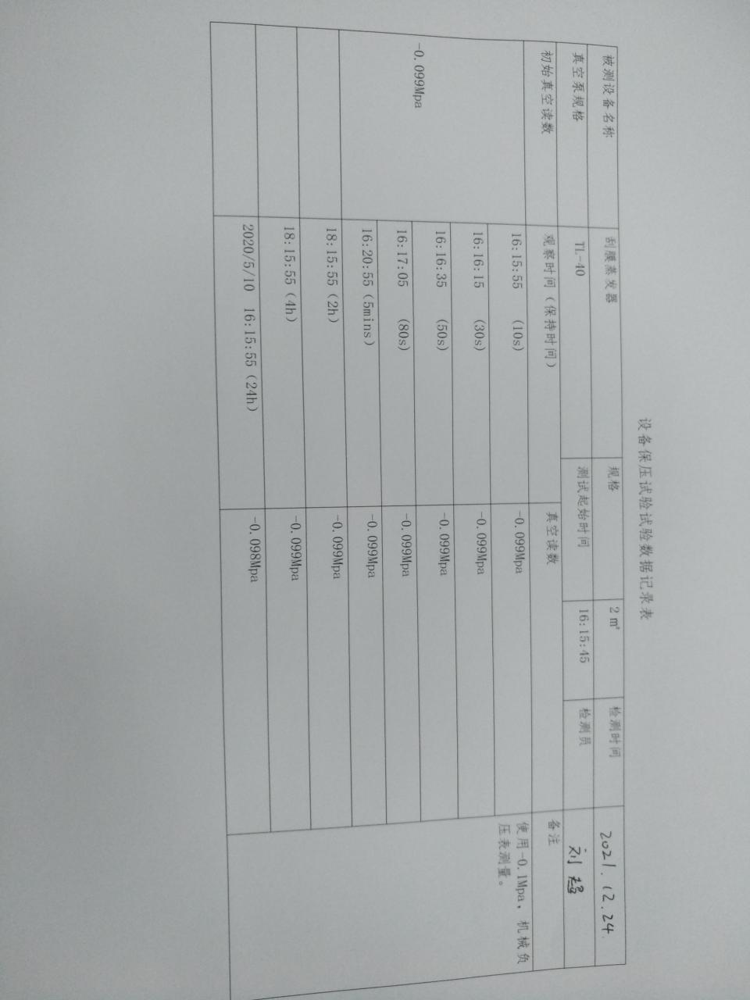 设备保压试验试验数据记录表
被测设备名称 刮膜蒸发器 规格 2㎡ 检测时间 2021.12.24
真空泵规格 TL-40 测试起始时间 16:15:45 检测员 刘超
初始真空读数 观察时间（保持时间） 真空读数 备注
-0.099Mpa
16:15:55 (10s) -0.099Mpa
使用-0.1Mpa，机械负
压表测量。
16:16:15 (30s) -0.099Mpa
16:16:35 (50s) -0.099Mpa
16:17:05 (80s) -0.099Mpa
16:20:55（5mins） -0.099Mpa
18:15:55（2h） -0.099Mpa
18:15:55（4h） -0.099Mpa
2020/5/10 16:15:55（24h） -0.098Mpa